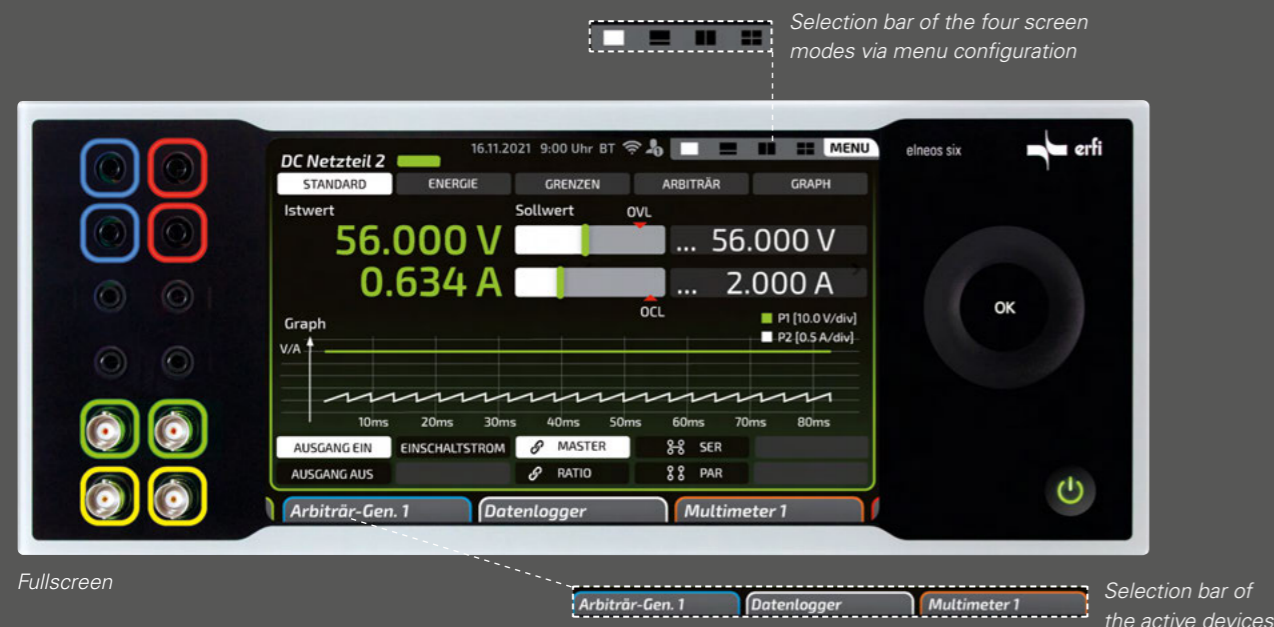 Selection bar of the four screen
modes via menu configuration
DC Netzteil 2
16.11.2021 9:00 Uhr BT
MENU
elneos six
erfi
STANDARD
ENERGIE
GRENZEN
ARBITRÄR
GRAPH
Istwert
Sollwert
OVL
56.000 V
... 56.000 V
0.634 A
... 2.000 A
OCL
OK
Graph
P1 [10.0 V/div]
P2 [0.5 A/div]
V/A
10ms 20ms 30ms 40ms 50ms 60ms 70ms 80ms
AUSGANG EIN
EINSCHALTSTROM
MASTER
SER
AUSGANG AUS
RATIO
PAR
Arbiträr-Gen. 1
Datenlogger
Multimeter 1
Fullscreen
Arbiträr-Gen. 1
Datenlogger
Multimeter 1
Selection bar of
the active devices